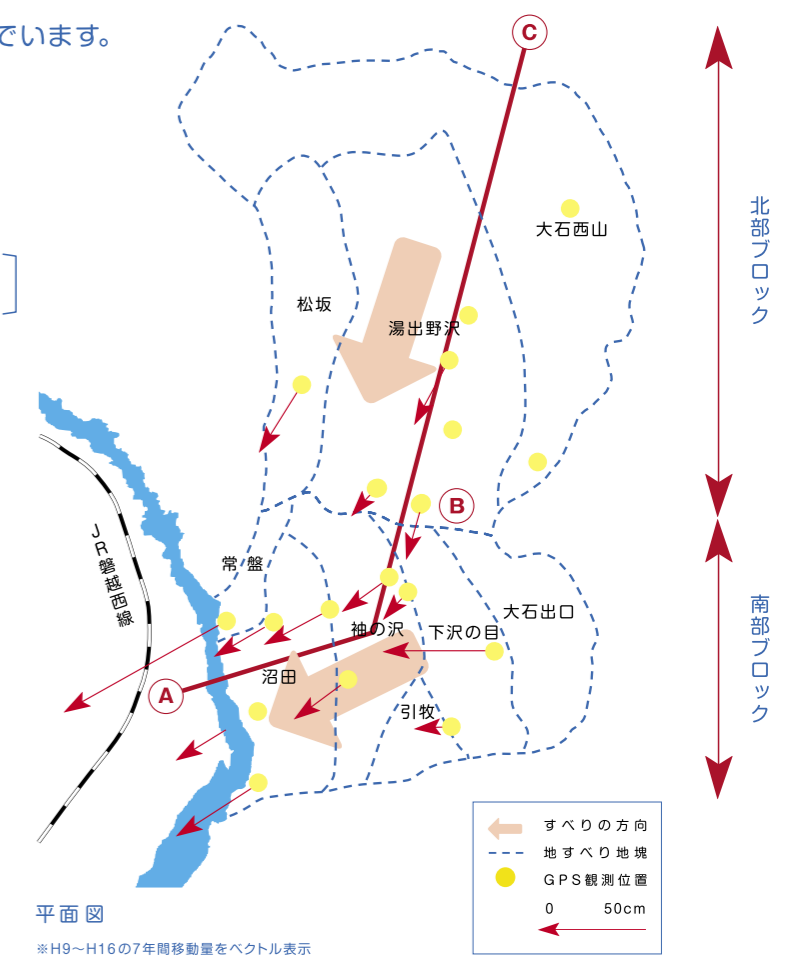 でいます。
C
大石西山
北部ブロック
松坂
湯出野沢
B
JR磐越西線
常盤
大石出口
袖の沢
下沢の目
南部ブロック
沼田
A
引牧
すべりの方向
地すべり地塊
GPS観測位置
0 50cm
平面図
※H9～H16の7年間移動量をベクトル表示